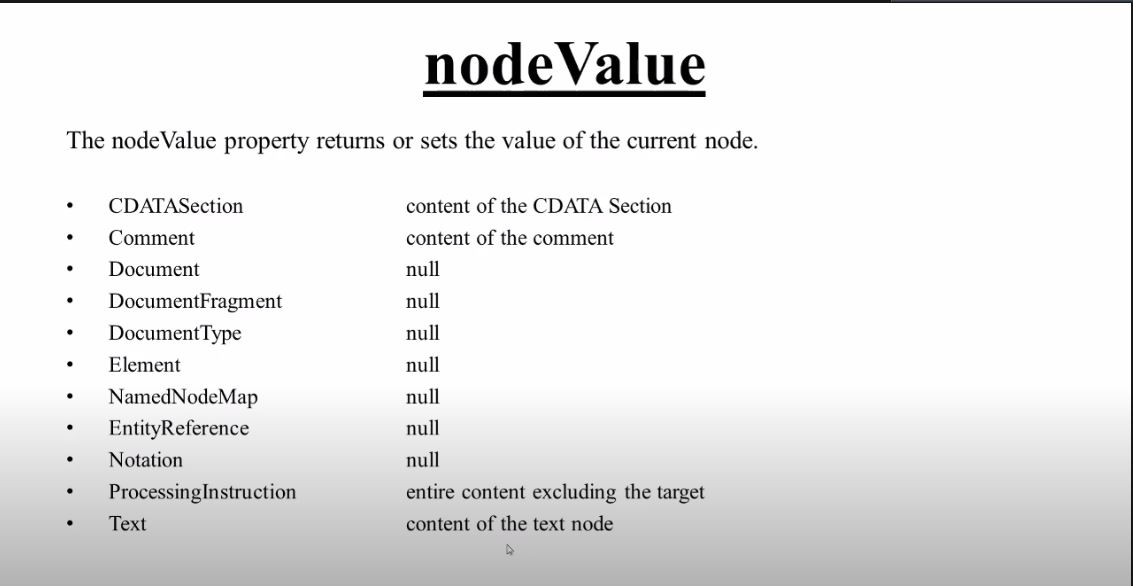 nodeValue
The nodeValue property returns or sets the value of the current node.
• CDATASection content of the CDATA Section
• Comment content of the comment
• Document null
• DocumentFragment null
• DocumentType null
• Element null
• NamedNodeMap null
• EntityReference null
• Notation null
• ProcessingInstruction entire content excluding the target
• Text content of the text node